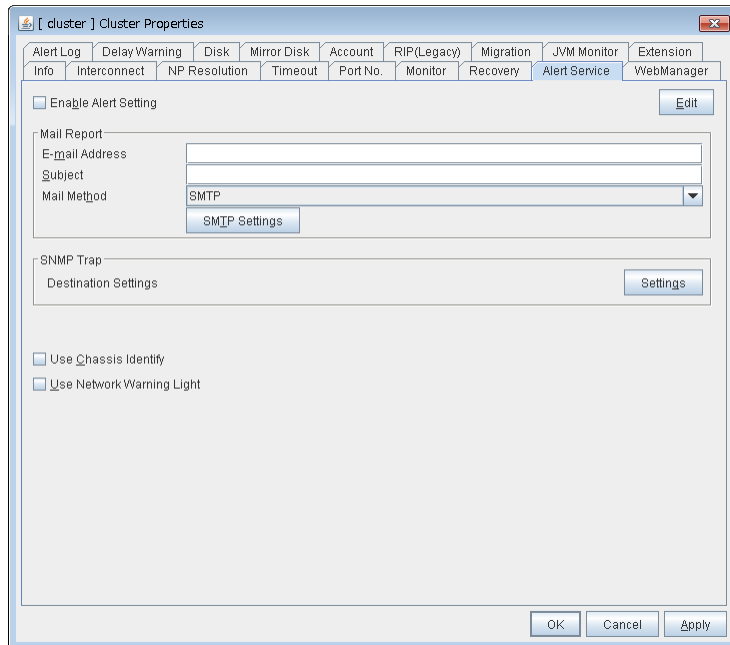 [ cluster ] Cluster Properties
Alert Log Delay Warning Disk Mirror Disk Account RIP(Legacy) Migration JVM Monitor Extension
Info Interconnect NP Resolution Timeout Port No. Monitor Recovery Alert Service WebManager
Enable Alert Setting Edit
Mail Report
E-mail Address
Subject
Mail Method SMTP
SMTP Settings
SNMP Trap
Destination Settings Settings
Use Chassis Identify
Use Network Warning Light
OK Cancel Apply